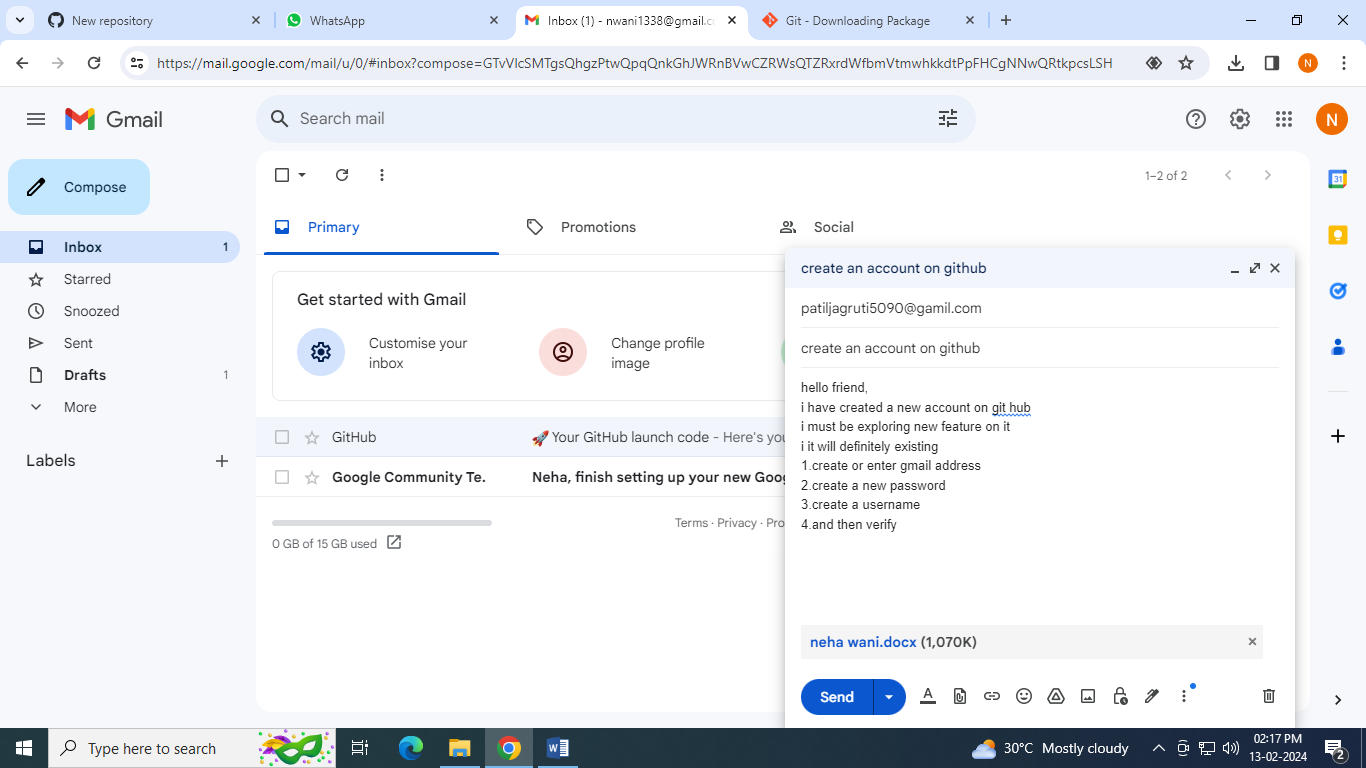 New repository
WhatsApp
Inbox (1) - nwani1338@gmail.c
Git - Downloading Package
https://mail.google.com/mail/u/0/#inbox?compose=GTvVlcSMTgsQhgzPtwQpqQnkGhJWRnBVwCZRWsQTZRxrdWfbmVtmwhkkdtPpFHCgNNwQRtkpcsLSH
N
Gmail
Search mail
N
Compose
1–2 of 2
31
Inbox 1
Primary
Promotions
Social
Starred
Snoozed
Sent
Drafts 1
More
Labels
Get started with Gmail
Customise your
inbox
Change profile
image
GitHub
🚀 Your GitHub launch code - Here's you
Google Community Te.
Neha, finish setting up your new Goog
0 GB of 15 GB used
Terms · Privacy · Pro
create an account on github
patiljagruti5090@gamil.com
create an account on github
hello friend,
i have created a new account on git hub
i must be exploring new feature on it
i it will definitely existing
1.create or enter gmail address
2.create a new password
3.create a username
4.and then verify
neha wani.docx (1,070K)
Send
A
Type here to search
W
30°C Mostly cloudy
02:17 PM
13-02-2024
2